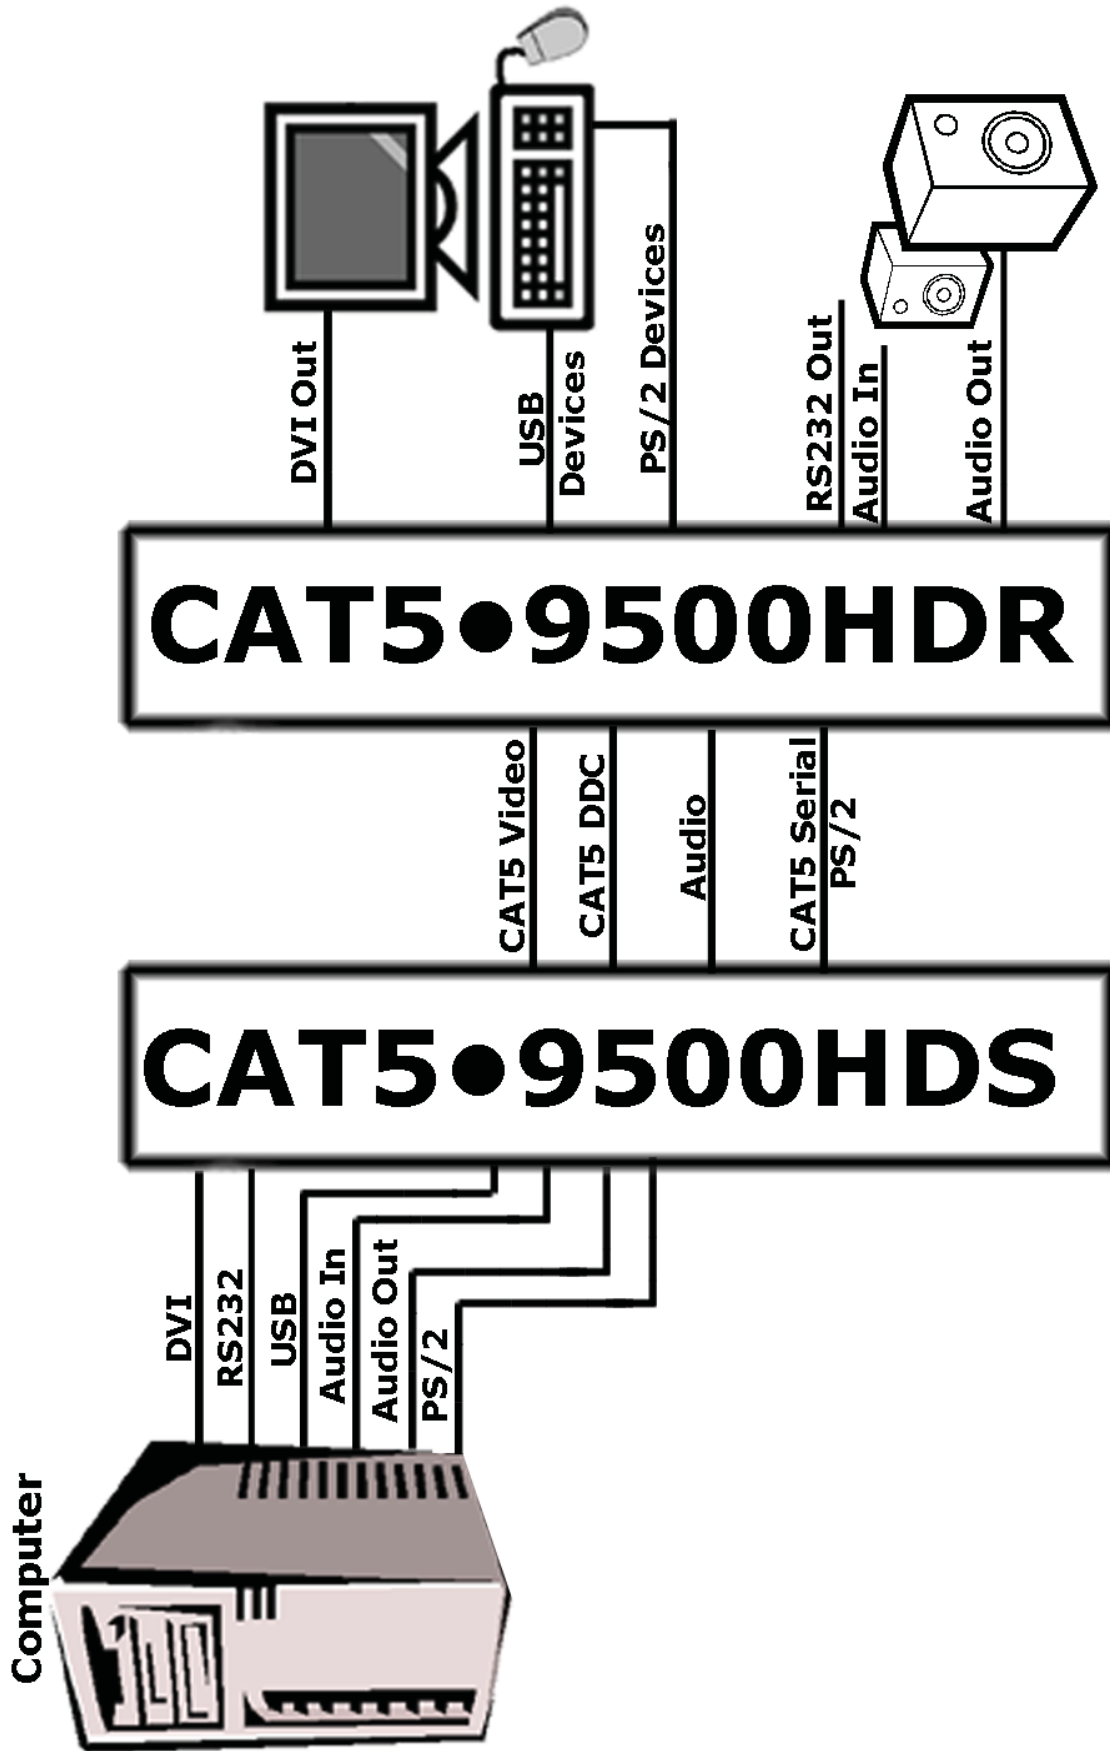 DVI Out
USB
Devices
PS/2 Devices
RS232 Out
Audio In
Audio Out
CAT5●9500HDR
CAT5 Video
CAT5 DDC
Audio
CAT5 Serial
PS/2
CAT5●9500HDS
DVI
RS232
USB
Audio In
Audio Out
PS/2
Computer